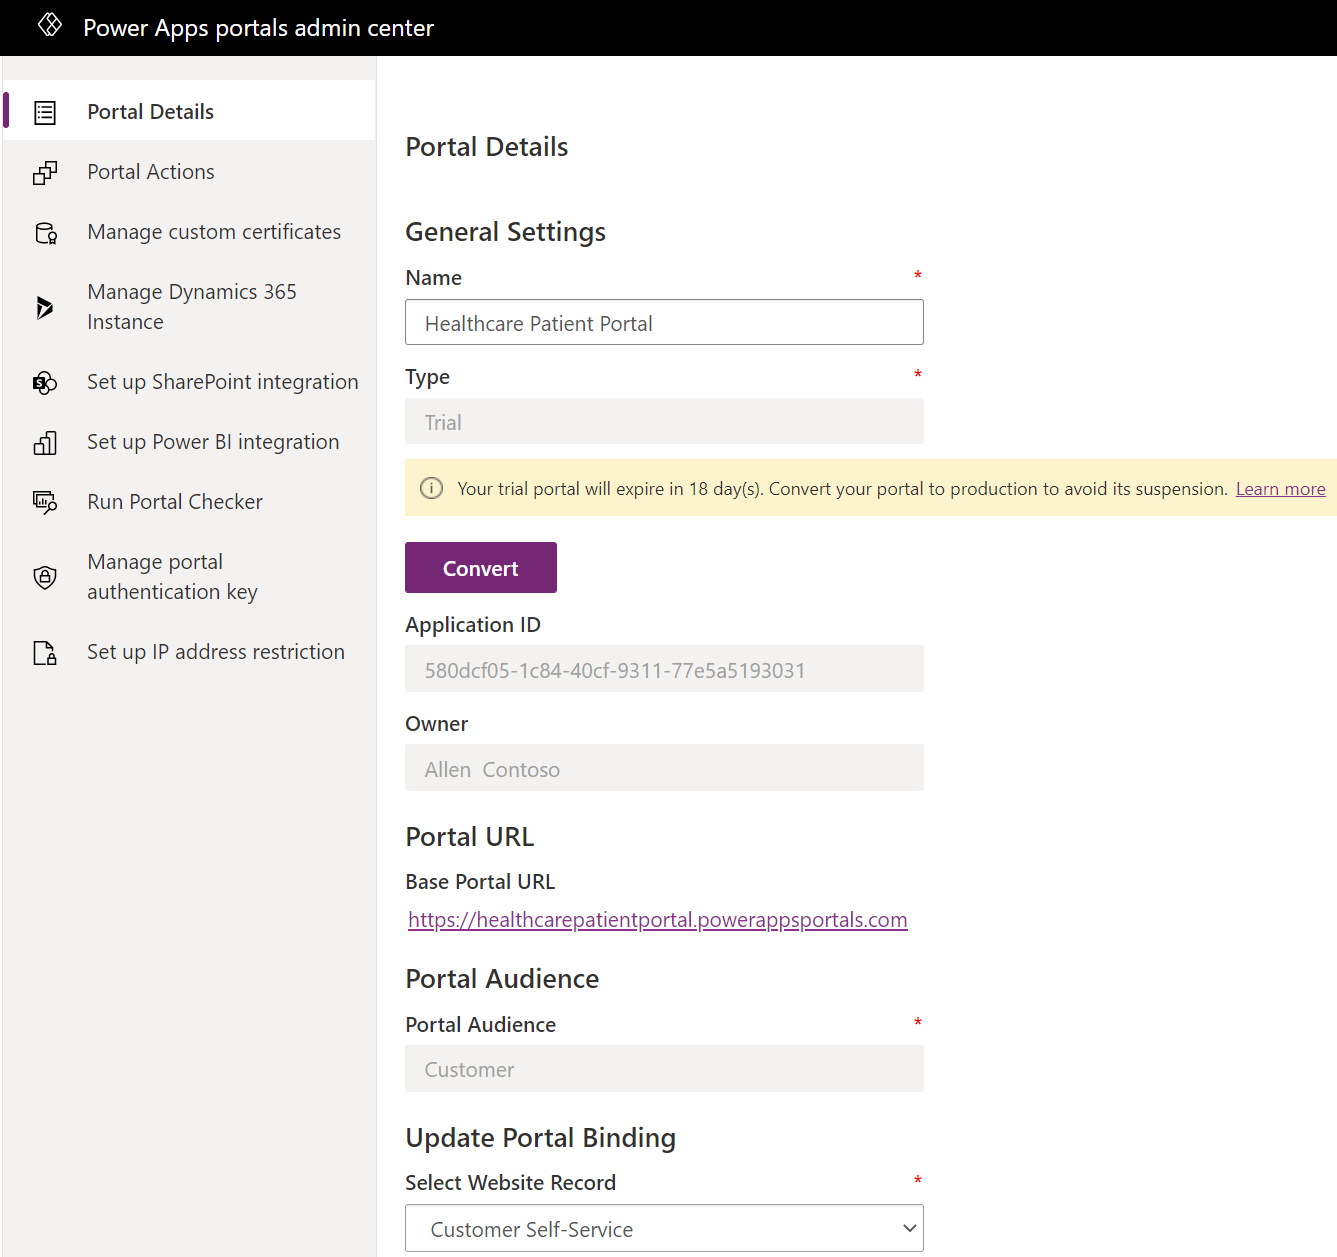 Power Apps portals admin center
Portal Details
Portal Actions
Manage custom certificates
Manage Dynamics 365
Instance
Set up SharePoint integration
Set up Power BI integration
Run Portal Checker
Manage portal
authentication key
Set up IP address restriction
Portal Details
General Settings
Name *
Healthcare Patient Portal
Type *
Trial
Your trial portal will expire in 18 day(s). Convert your portal to production to avoid its suspension. Learn more
Convert
Application ID
580dcf05-1c84-40cf-9311-77e5a5193031
Owner
Allen  Contoso
Portal URL
Base Portal URL
https://healthcarepatientportal.powerappsportals.com
Portal Audience
Portal Audience *
Customer
Update Portal Binding
Select Website Record *
Customer Self-Service